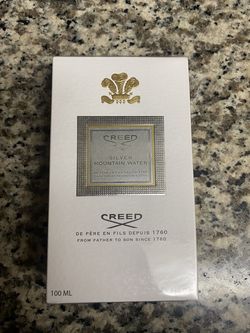 CREED
SILVER
MOUNTAIN WATER
CREED
DE PÈRE EN FILS DEPUIS 1760
FROM FATHER TO SON SINCE 1760
100 ML